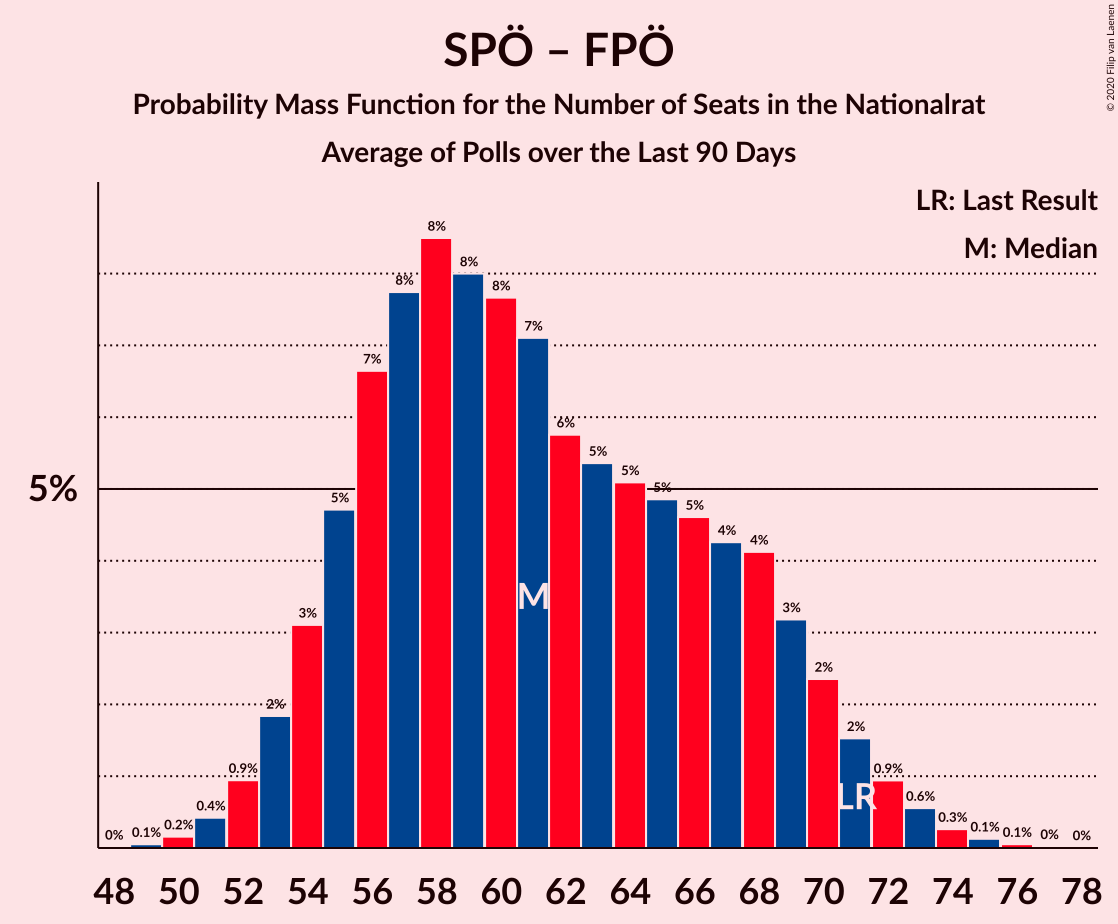 SPÖ – FPÖ
Probability Mass Function for the Number of Seats in the Nationalrat
Average of Polls over the Last 90 Days
© 2020 Filip van Laenen
LR: Last Result
M: Median
5%
0% 0.1% 0.2% 0.4% 0.9% 2% 3% 5% 7% 8% 8% 8% 8% 7% 6% 5% 5% 5% 5% 4% 4% 3% 2% 2% 0.9% 0.6% 0.3% 0.1% 0.1% 0% 0%
M
LR
48 50 52 54 56 58 60 62 64 66 68 70 72 74 76 78